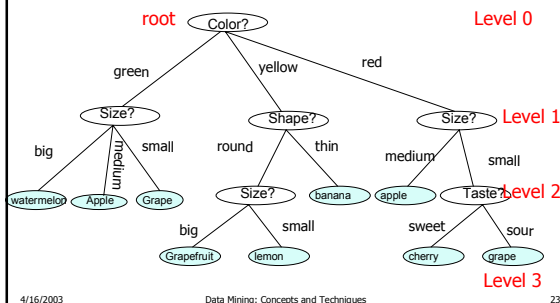 root Color? Level 0
green yellow red
Size? Shape? Size? Level 1
big medium small round thin medium small
watermelon Apple Grape Size? banana apple Taste? Level 2
big small sweet sour
Grapefruit lemon cherry grape
Level 3
4/16/2003 Data Mining: Concepts and Techniques 23